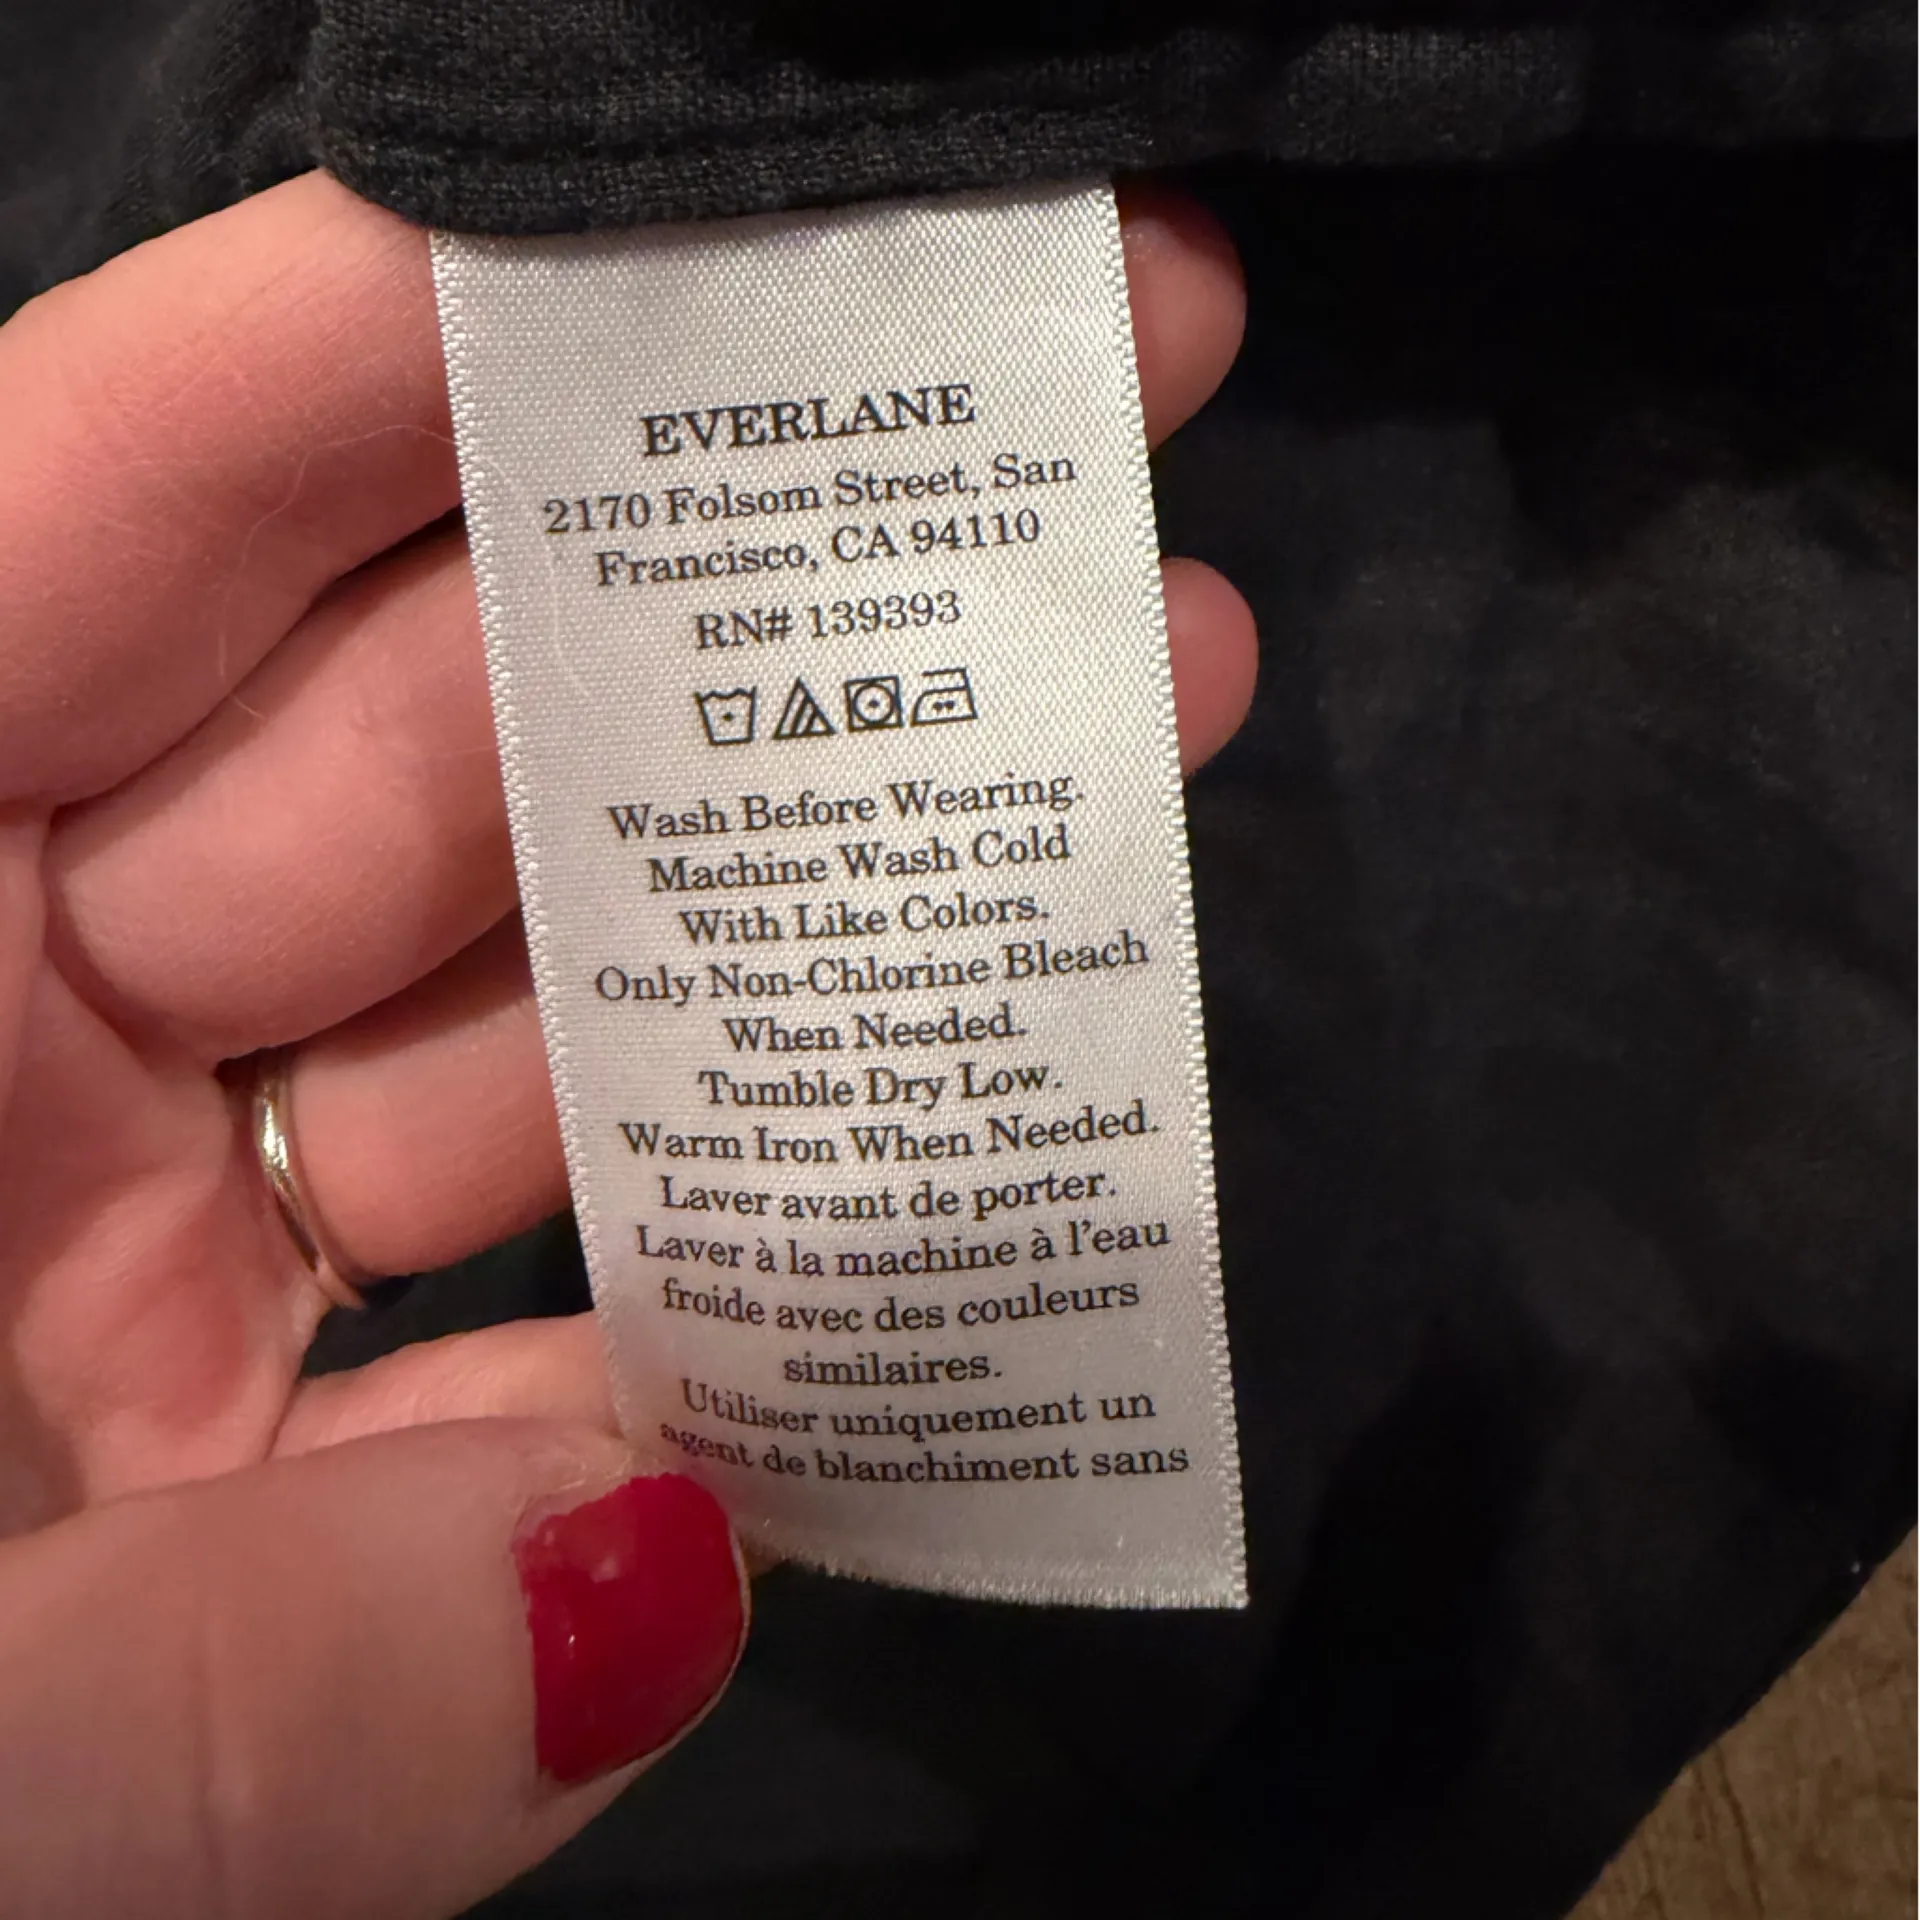 EVERLANE
2170 Folsom Street, San
Francisco, CA 94110
RN# 139393
Wash Before Wearing.
Machine Wash Cold
With Like Colors.
Only Non-Chlorine Bleach
When Needed.
Tumble Dry Low.
Warm Iron When Needed.
Laver avant de porter.
Laver à la machine à l'eau
froide avec des couleurs
similaires.
Utiliser uniquement un
agent de blanchiment sans